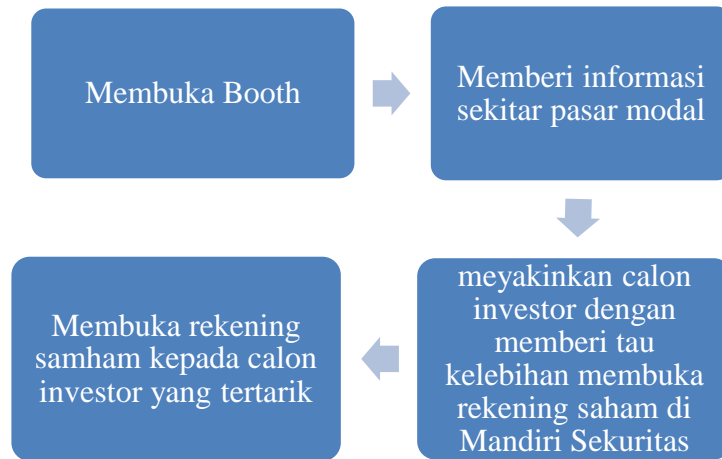 Membuka Booth
Memberi informasi
sekitar pasar modal
meyakinkan calon
investor dengan
memberi tau
kelebihan membuka
rekening saham di
Mandiri Sekuritas
Membuka rekening
samham kepada calon
investor yang tertarik